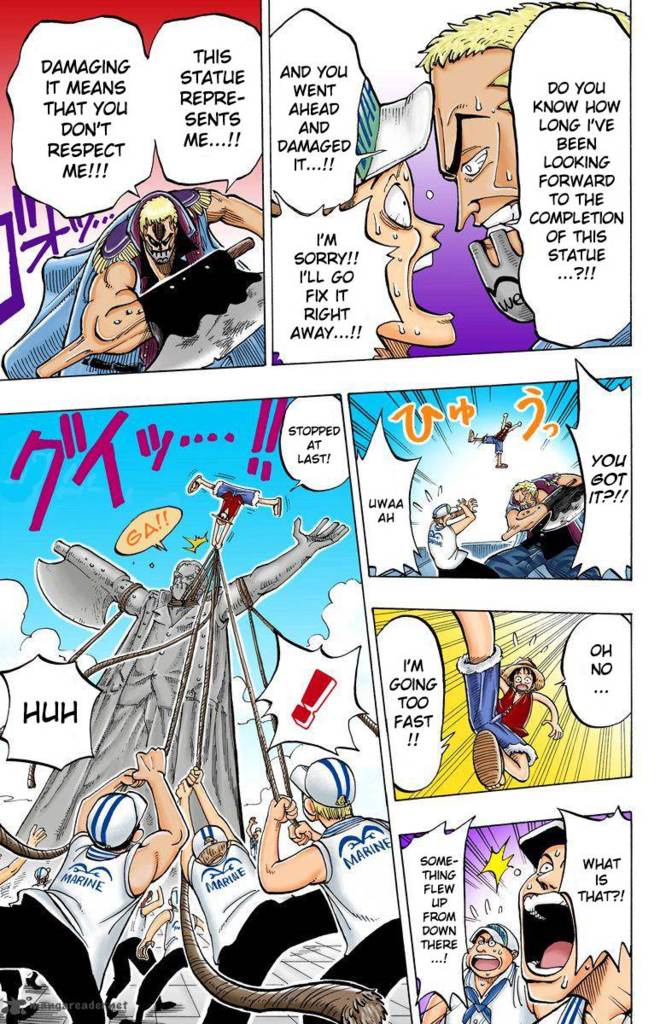 DO YOU
KNOW HOW
LONG I'VE
BEEN
LOOKING
FORWARD
TO THE
COMPLETION
OF THIS
STATUE
...?!!
AND YOU
WENT
AHEAD
AND
DAMAGED
IT...!!
I'M
SORRY!!
I'LL GO
FIX IT
RIGHT
AWAY...!!
THIS
STATUE
REPRE-
SENTS
ME...!!
DAMAGING
IT MEANS
THAT YOU
DON'T
RESPECT
ME!!!
YOU
GOT
IT?!!
ひゅうっ
UWAA
AH
OH
NO
...
I'M
GOING
TOO
FAST
!!
WHAT
IS
THAT?!
SOME-
THING
FLEW
UP
FROM
DOWN
THERE
...!
STOPPED
AT
LAST!
グイッ....!!
GA!!
!
HUH
MARINE
MARINE
MARINE
mangareader.net